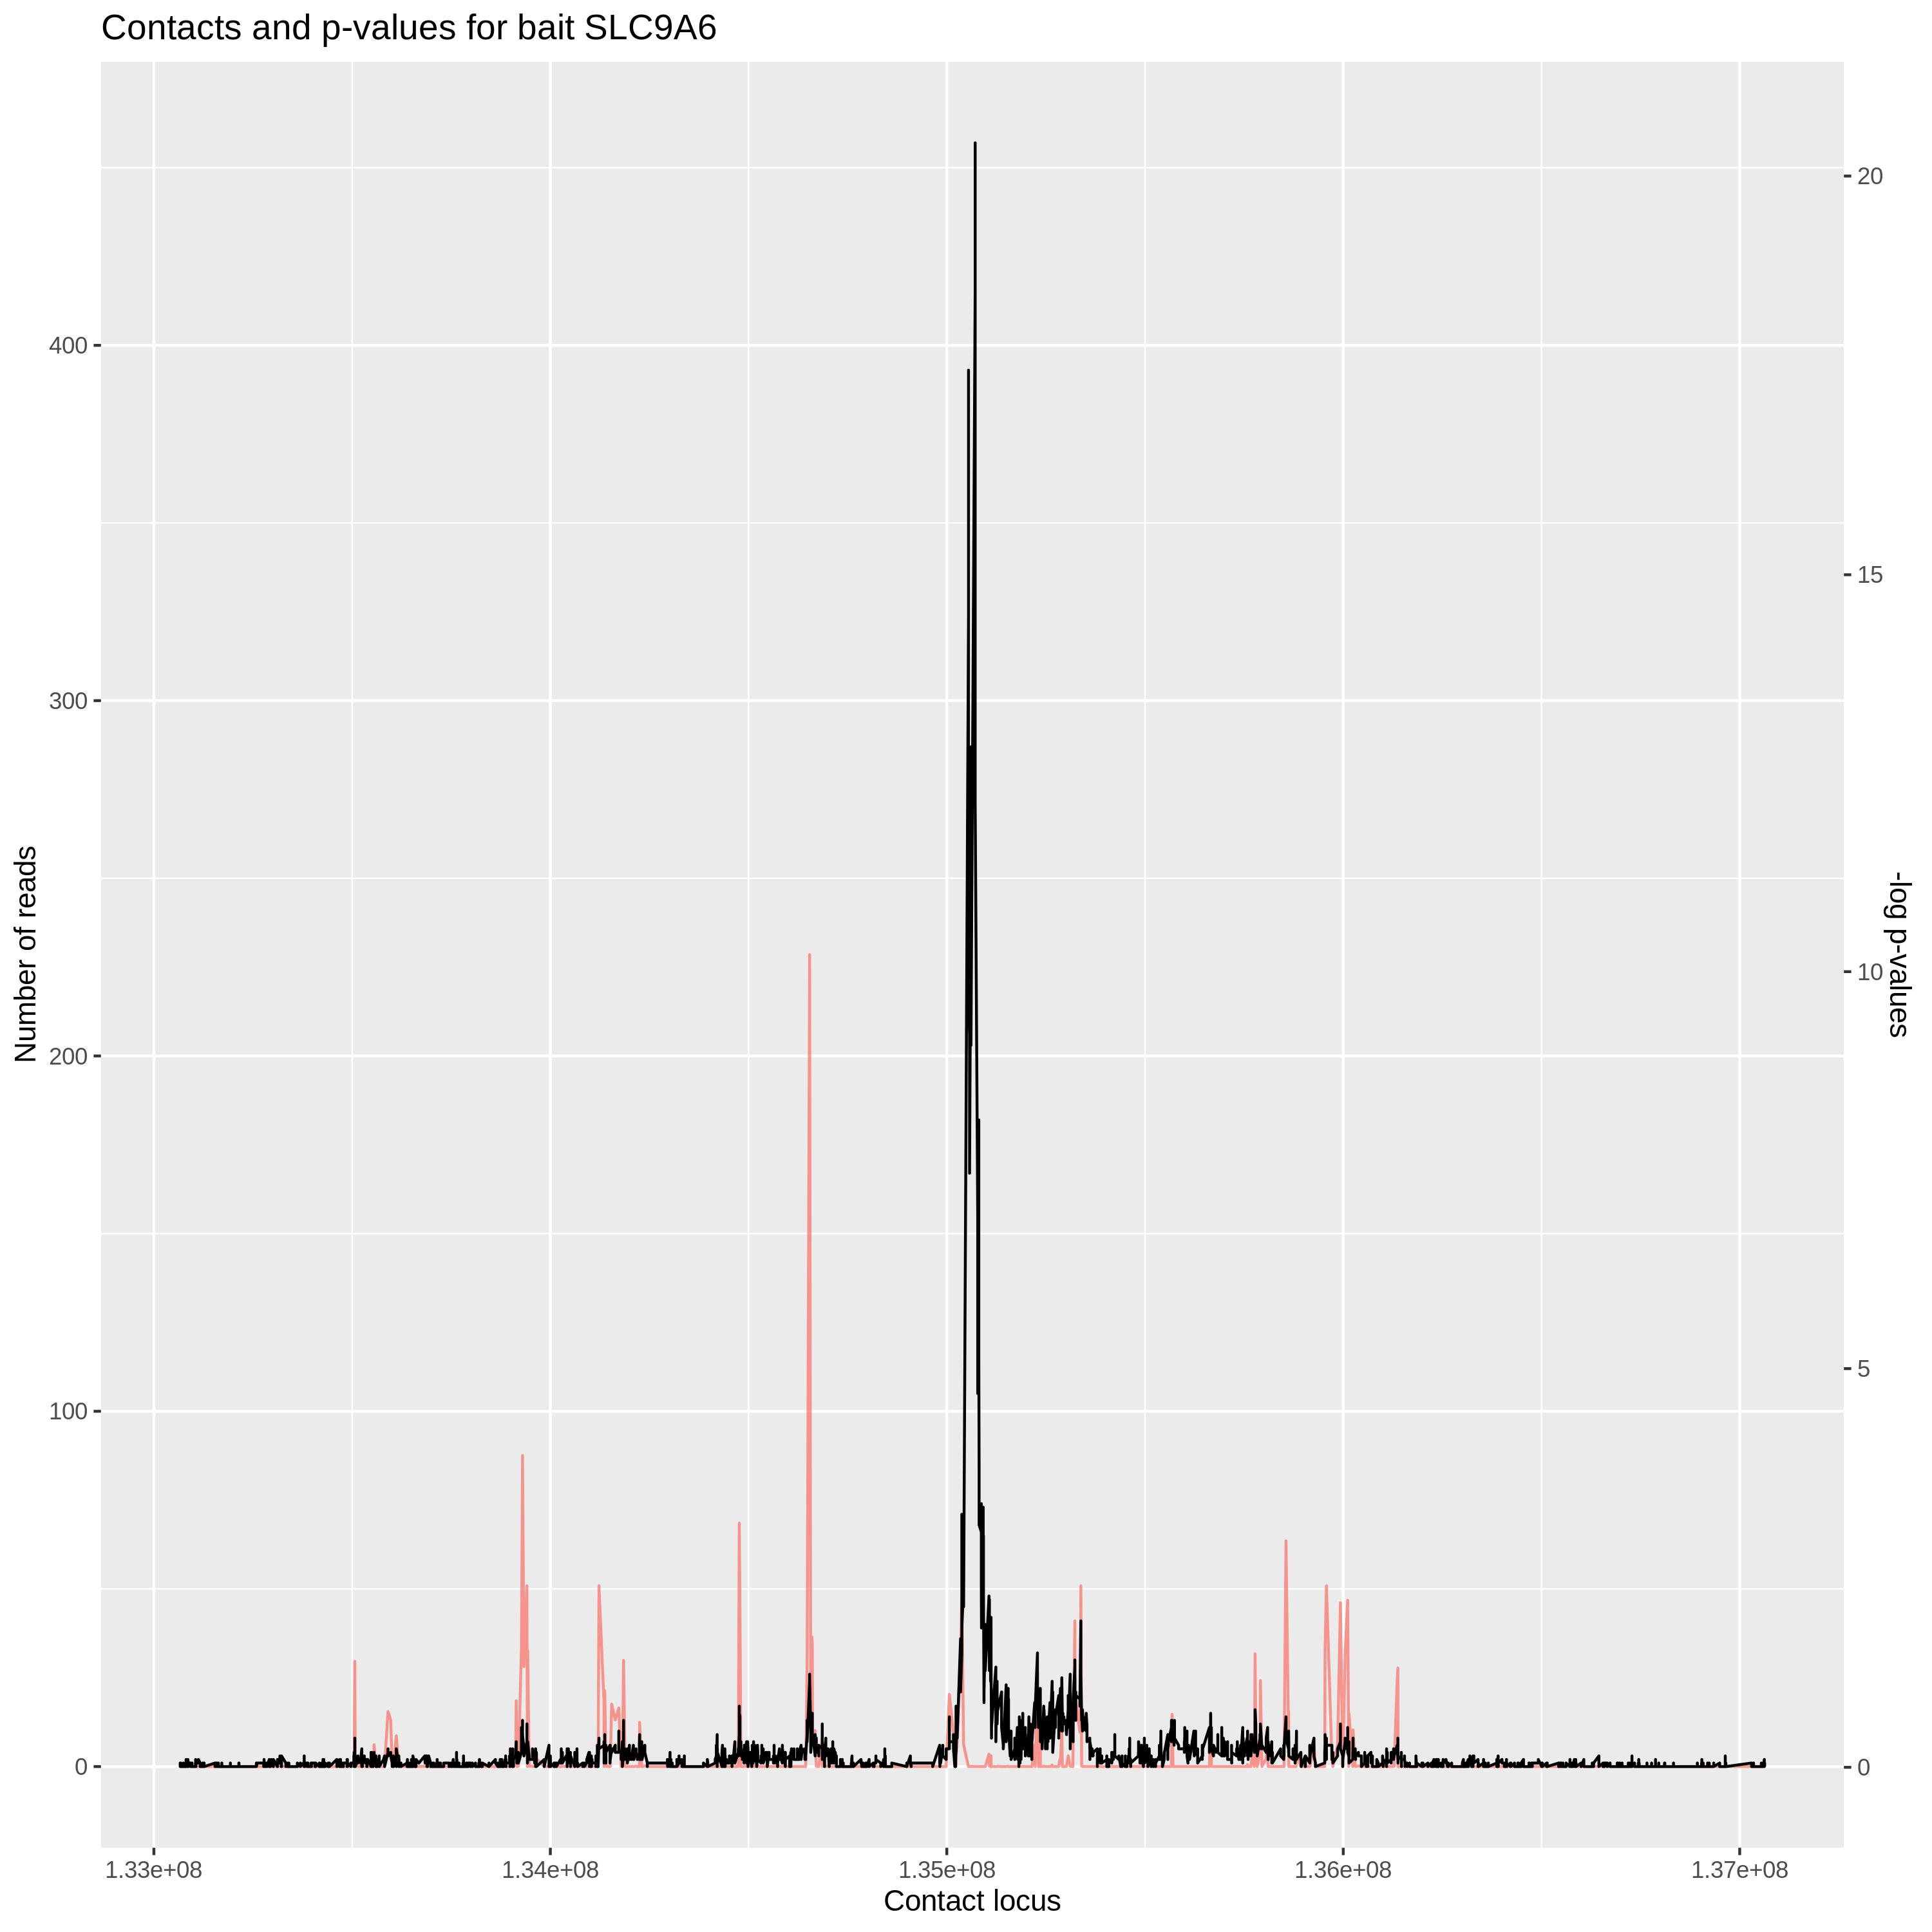 Contacts and p-values for bait SLC9A6
Number of reads
400
300
200
100
0
20
15
10
5
0
-log p-values
1.33e+08
1.34e+08
1.35e+08
1.36e+08
1.37e+08
Contact locus